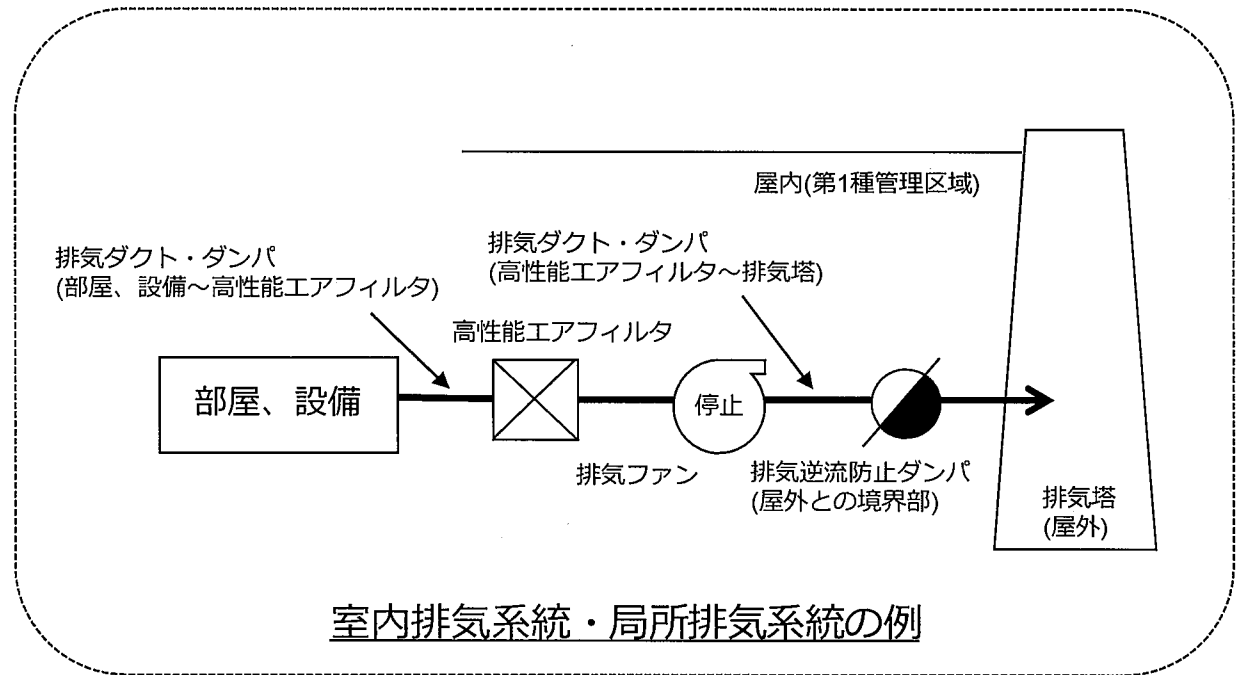 屋内(第1種管理区域)
排気ダクト・ダンパ
(部屋、設備～高性能エアフィルタ)
排気ダクト・ダンパ
(高性能エアフィルタ～排気塔)
高性能エアフィルタ
部屋、設備
停止
排気ファン
排気逆流防止ダンパ
(屋外との境界部)
排気塔
(屋外)
室内排気系統・局所排気系統の例